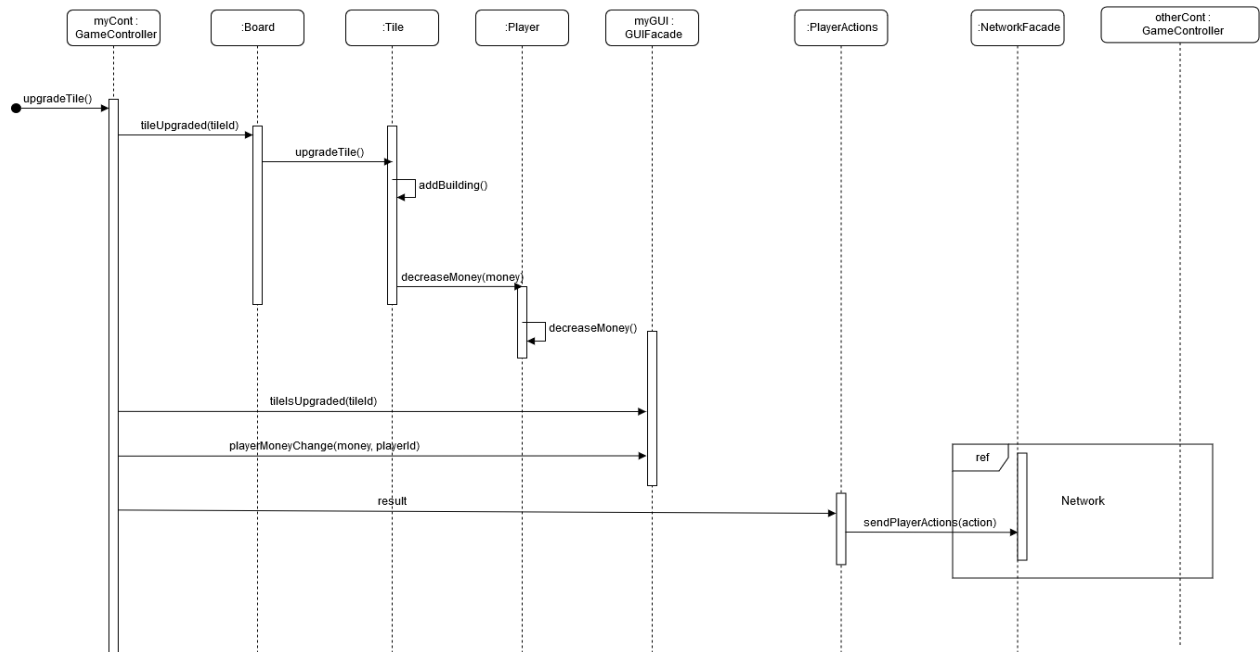 myCont :
GameController
:Board
:Tile
:Player
myGUI :
GUIFacade
:PlayerActions
:NetworkFacade
otherCont :
GameController
upgradeTile()
tileUpgraded(tileId)
upgradeTile()
addBuilding()
decreaseMoney(money)
decreaseMoney()
tileIsUpgraded(tileId)
playerMoneyChange(money, playerId)
ref
result
Network
sendPlayerActions(action)